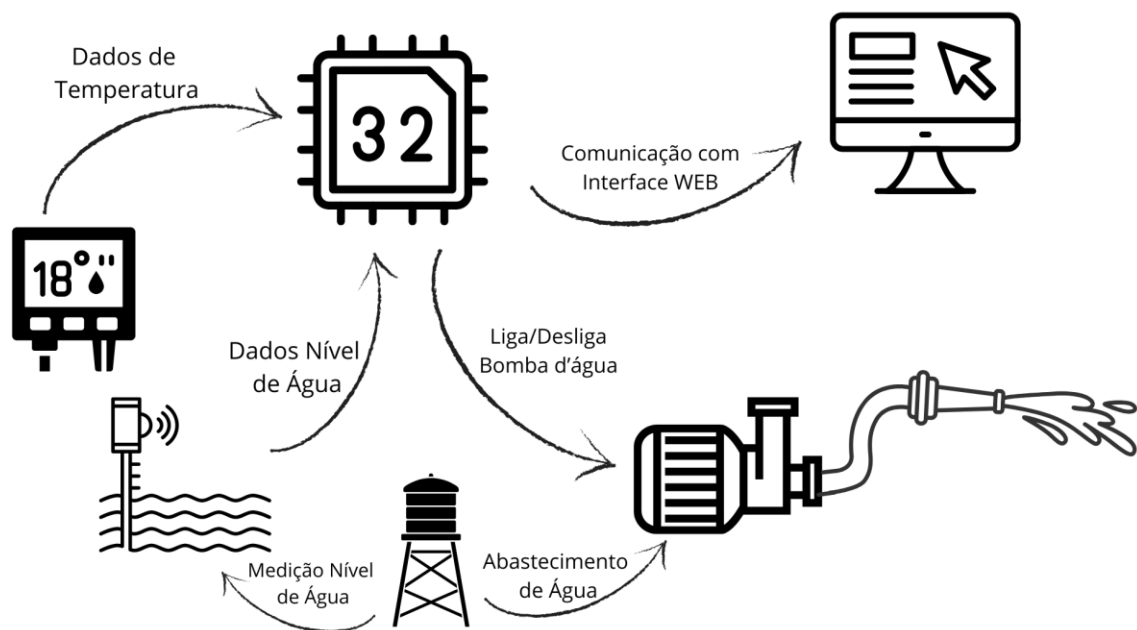 Dados de
Temperatura
32
Comunicação com
Interface WEB
18°
Dados Nível
de Água
Liga/Desliga
Bomba d’água
Medição Nível
de Água
Abastecimento
de Água